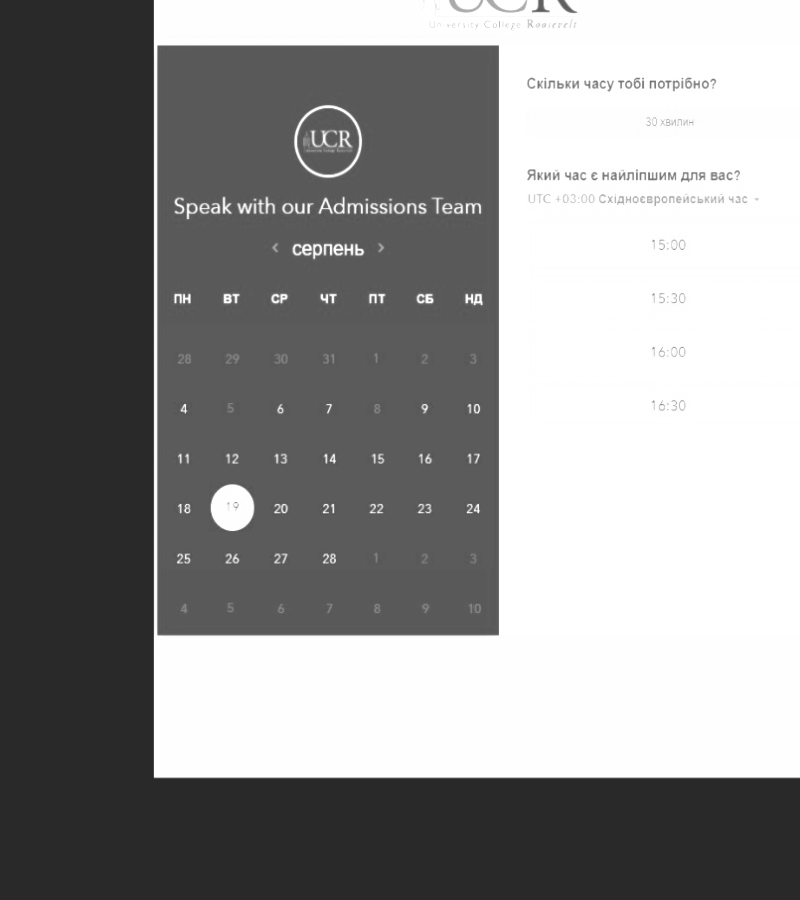 UCR
University College Roosevelt
UCR
Speak with our Admissions Team
‹ серпень ›
ПН ВТ СР ЧТ ПТ СБ НД
28 29 30 31 1 2 3
4 5 6 7 8 9 10
11 12 13 14 15 16 17
18 19 20 21 22 23 24
25 26 27 28 1 2 3
4 5 6 7 8 9 10
Скільки часу тобі потрібно?
30 хвилин
Який час є найліпшим для вас?
UTC +03:00 Східноєвропейський час
15:00
15:30
16:00
16:30